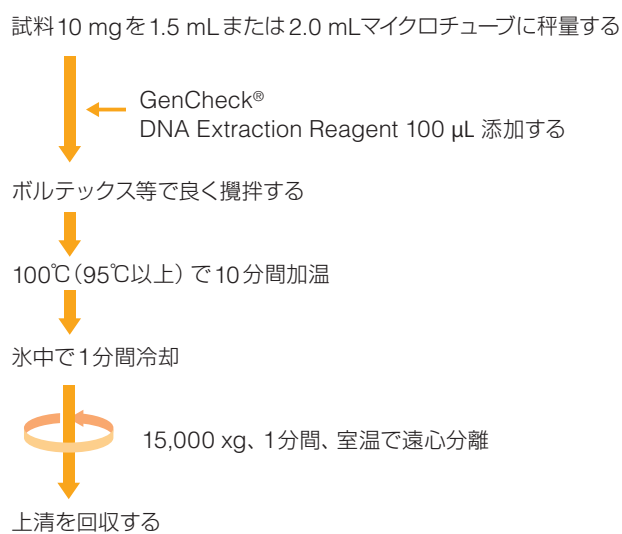 試料10 mgを1.5 mLまたは2.0 mLマイクロチューブに秤量する
GenCheck®
DNA Extraction Reagent 100 μL 添加する
ボルテックス等で良く攪拌する
100℃（95℃以上）で10分間加温
氷中で1分間冷却
15,000 xg、1分間、室温で遠心分離
上清を回収する